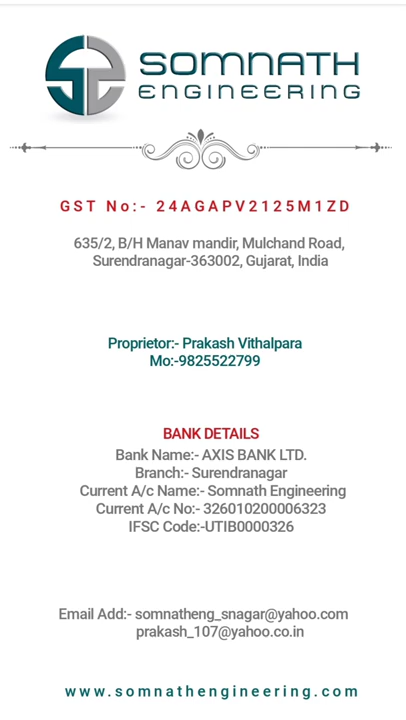 SOMNATH
ENGINEERING
GST No:- 24AGAPV2125M1ZD
635/2, B/H Manav mandir, Mulchand Road,
Surendranagar-363002, Gujarat, India
Proprietor:- Prakash Vithalpara
Mo:-9825522799
BANK DETAILS
Bank Name:- AXIS BANK LTD.
Branch:- Surendranagar
Current A/c Name:- Somnath Engineering
Current A/c No:- 326010200006323
IFSC Code:-UTIB0000326
Email Add:- somnatheng_snagar@yahoo.com
prakash_107@yahoo.co.in
www.somnathengineering.com